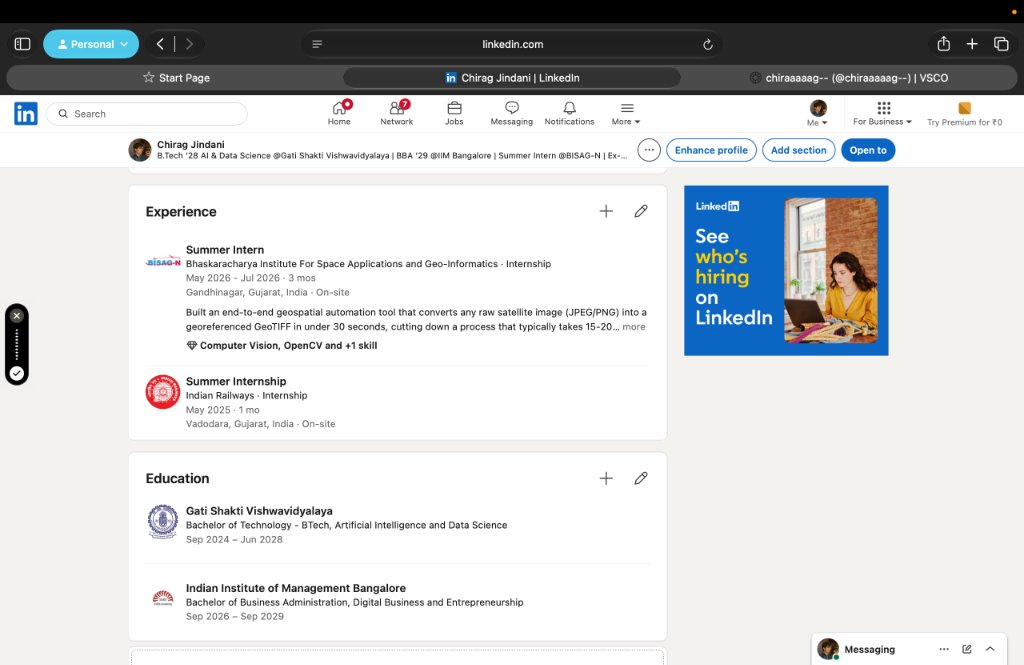 Personal
linkedin.com
Start Page
Chirag Jindani | LinkedIn
chiraaaaag-- (@chiraaaaag--) | VSCO
in
Search
Home
7
Network
Jobs
Messaging
Notifications
More
Me
For Business
Try Premium for ₹0
Chirag Jindani
B.Tech '28 AI & Data Science @Gati Shakti Vishwavidyalaya | BBA '29 @IIM Bangalore | Summer Intern @BISAG-N | Ex-...
Enhance profile
Add section
Open to
Experience
BISAG-N
Summer Intern
Bhaskaracharya Institute For Space Applications and Geo-Informatics · Internship
May 2026 - Jul 2026 · 3 mos
Gandhinagar, Gujarat, India · On-site
Built an end-to-end geospatial automation tool that converts any raw satellite image (JPEG/PNG) into a
georeferenced GeoTIFF in under 30 seconds, cutting down a process that typically takes 15-20... more
Computer Vision, OpenCV and +1 skill
Summer Internship
Indian Railways · Internship
May 2025 · 1 mo
Vadodara, Gujarat, India · On-site
Education
Gati Shakti Vishwavidyalaya
Bachelor of Technology - BTech, Artificial Intelligence and Data Science
Sep 2024 – Jun 2028
Indian Institute of Management Bangalore
Bachelor of Business Administration, Digital Business and Entrepreneurship
Sep 2026 – Sep 2029
LinkedIn
See
who's
hiring
on
LinkedIn
Messaging